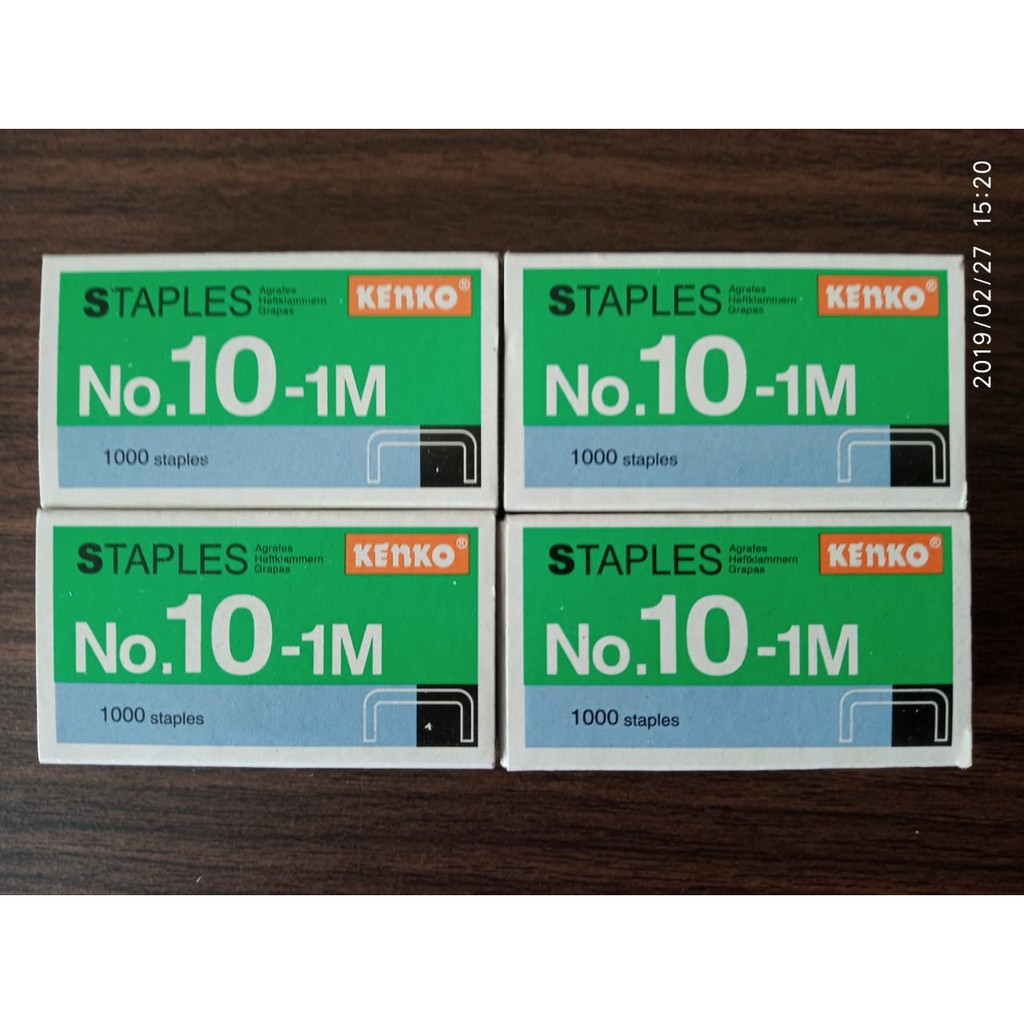 STAPLES Agrafes
Heftklammern
Grapas
KENKO®
No.10-1M
1000 staples
STAPLES Agrafes
Heftklammern
Grapas
KENKO®
No.10-1M
1000 staples
STAPLES Agrafes
Heftklammern
Grapas
KENKO®
No.10-1M
1000 staples
STAPLES Agrafes
Heftklammern
Grapas
KENKO®
No.10-1M
1000 staples
2019/02/27 15:20